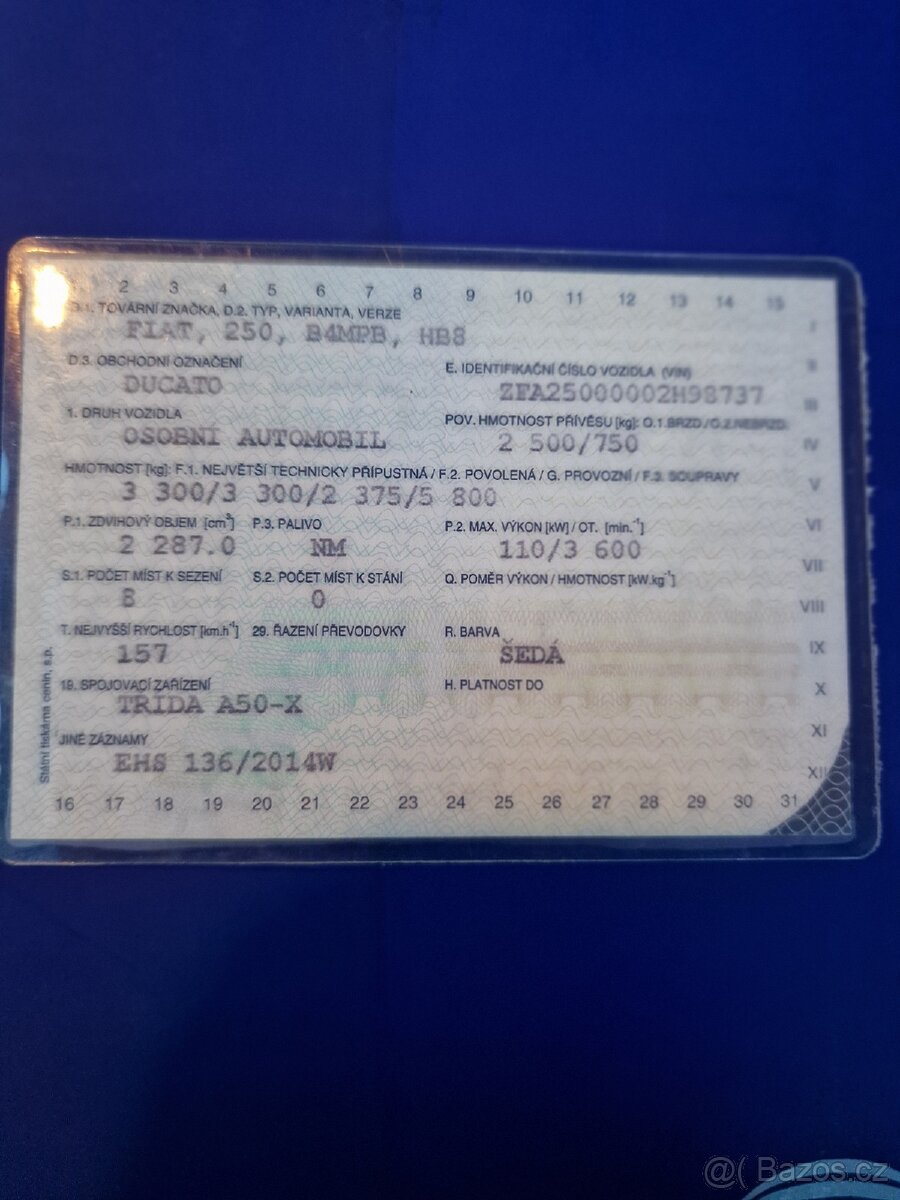 1 2 3 4 5 6 7 8 9 10 11 12 13 14 15
D.1. TOVÁRNÍ ZNAČKA, D.2. TYP, VARIANTA, VERZE
FIAT, 250, B4MPB, HB8
I
D.3. OBCHODNÍ OZNAČENÍ
E. IDENTIFIKAČNÍ ČÍSLO VOZIDLA (VIN)
II
DUCATO
ZFA25000002H98737
III
1. DRUH VOZIDLA
POV. HMOTNOST PŘÍVĚSU [kg]: O.1 BRZD./O.2 NEBRZD.
OSOBNÍ AUTOMOBIL
2 500/750
IV
HMOTNOST [kg]: F.1. NEJVĚTŠÍ TECHNICKY PŘÍPUSTNÁ / F.2. POVOLENÁ / G. PROVOZNÍ / F.3. SOUPRAVY
3 300/3 300/2 375/5 800
V
P.1. ZDVIHOVÝ OBJEM [cm³]
P.3. PALIVO
P.2. MAX. VÝKON [kW] / OT. [min.⁻¹]
VI
2 287.0
NM
110/3 600
VII
S.1. POČET MÍST K SEZENÍ
S.2. POČET MÍST K STÁNÍ
Q. POMĚR VÝKON / HMOTNOST [kW.kg⁻¹]
8
0
VIII
T. NEJVYŠŠÍ RYCHLOST [km.h⁻¹]
29. ŘAZENÍ PŘEVODOVKY
R. BARVA
157
ŠEDÁ
IX
19. SPOJOVACÍ ZAŘÍZENÍ
H. PLATNOST DO
X
TŘÍDA A50-X
XI
JINÉ ZÁZNAMY
EHS 136/2014W
XII
Státní tiskárna cenin, s.p.
16 17 18 19 20 21 22 23 24 25 26 27 28 29 30 31
@( Bazos.cz